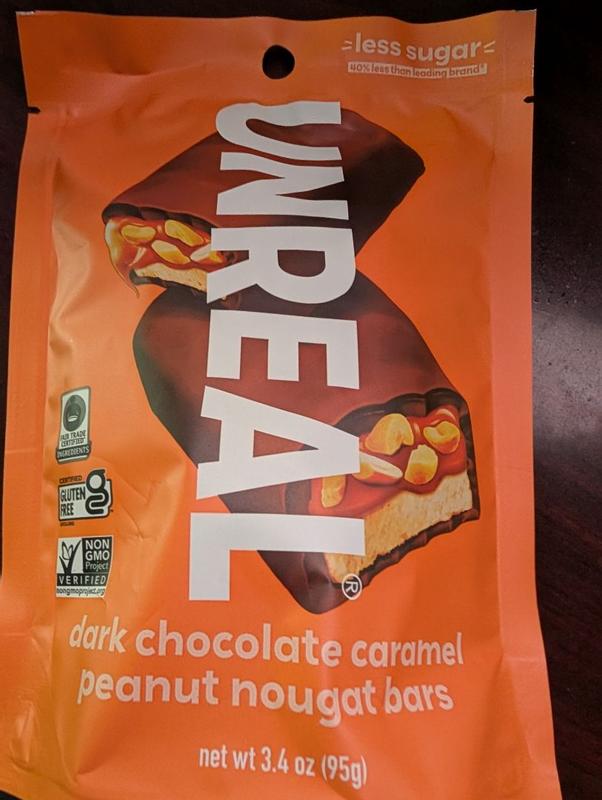 less sugar
40% less than leading brand†
UNREAL®
FAIR TRADE
CERTIFIED
INGREDIENTS
CERTIFIED
GLUTEN
FREE
NON
GMO
Project
VERIFIED
nongmoproject.org
dark chocolate caramel
peanut nougat bars
net wt 3.4 oz (95g)